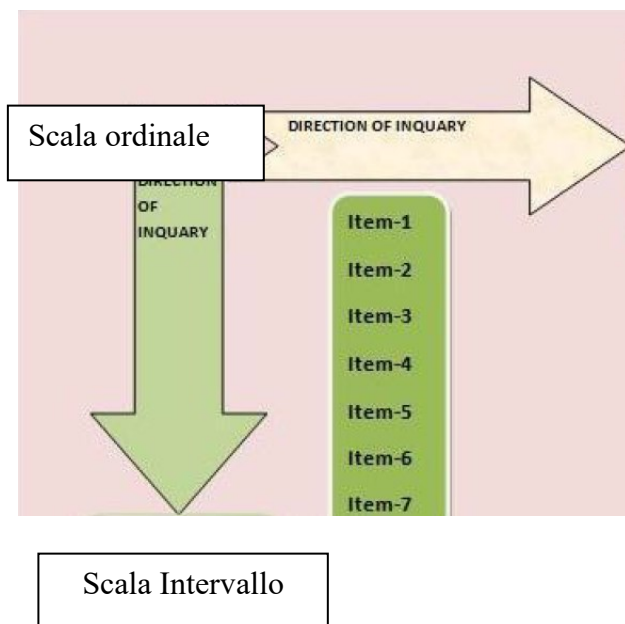 Scala ordinale
DIRECTION OF INQUARY
DIRECTION
OF
INQUARY
Item-1
Item-2
Item-3
Item-4
Item-5
Item-6
Item-7
Scala Intervallo